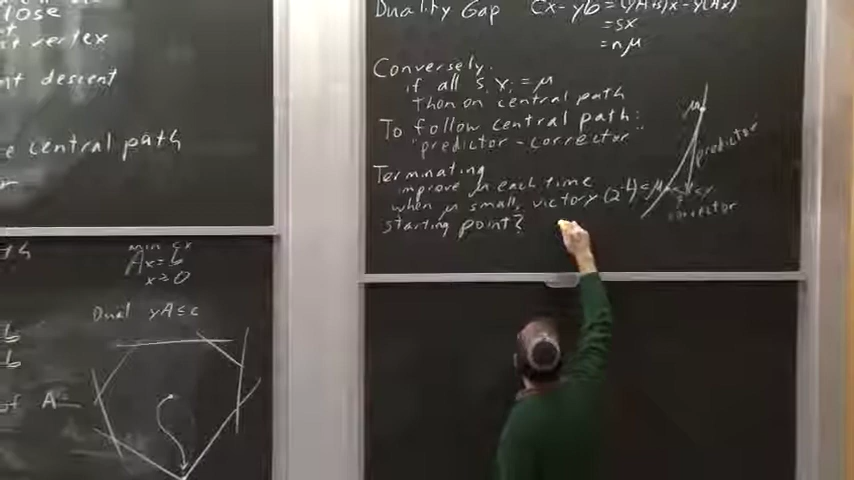 close
vertex
t descent
e central path
min cx
Ax=b
x≥0
Dual yA≤c
b
b
of A
Duality Gap cx-yb=(yA+s)x-y(Ax)
=sx
=nμ
Conversely.
if all s, x, =μ
Then on central path
To follow central path:
"predictor-corrector"
Terminating
improve μ each time
when μ small, victory
starting point?
μ
predictor
corrector